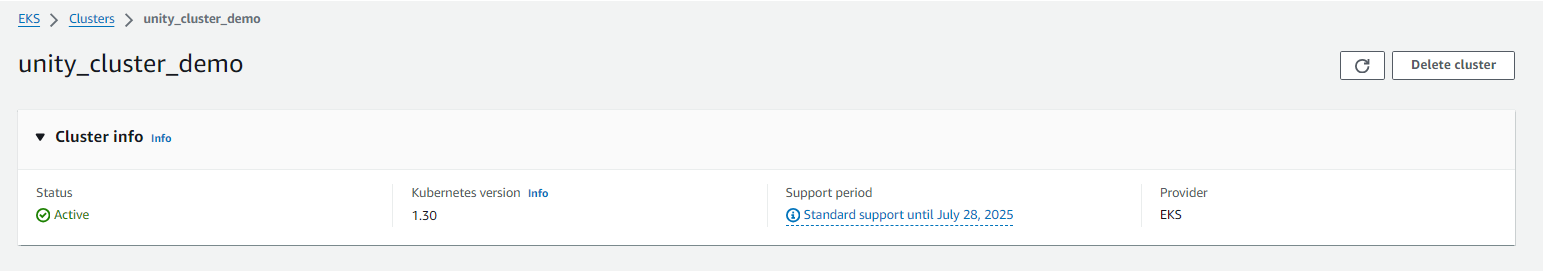 EKS > Clusters > unity_cluster_demo
unity_cluster_demo
Delete cluster
Cluster info Info
Status
Active
Kubernetes version Info
1.30
Support period
Standard support until July 28, 2025
Provider
EKS